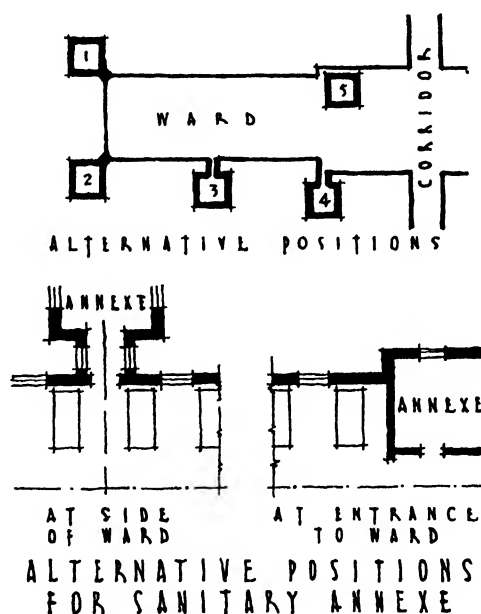 1
5
WARD
CORRIDOR
2
3
4
ALTERNATIVE POSITIONS
ANNEXE
ANNEXE
AT SIDE
OF WARD
AT ENTRANCE
TO WARD
ALTERNATIVE POSITIONS
FOR SANITARY ANNEXE